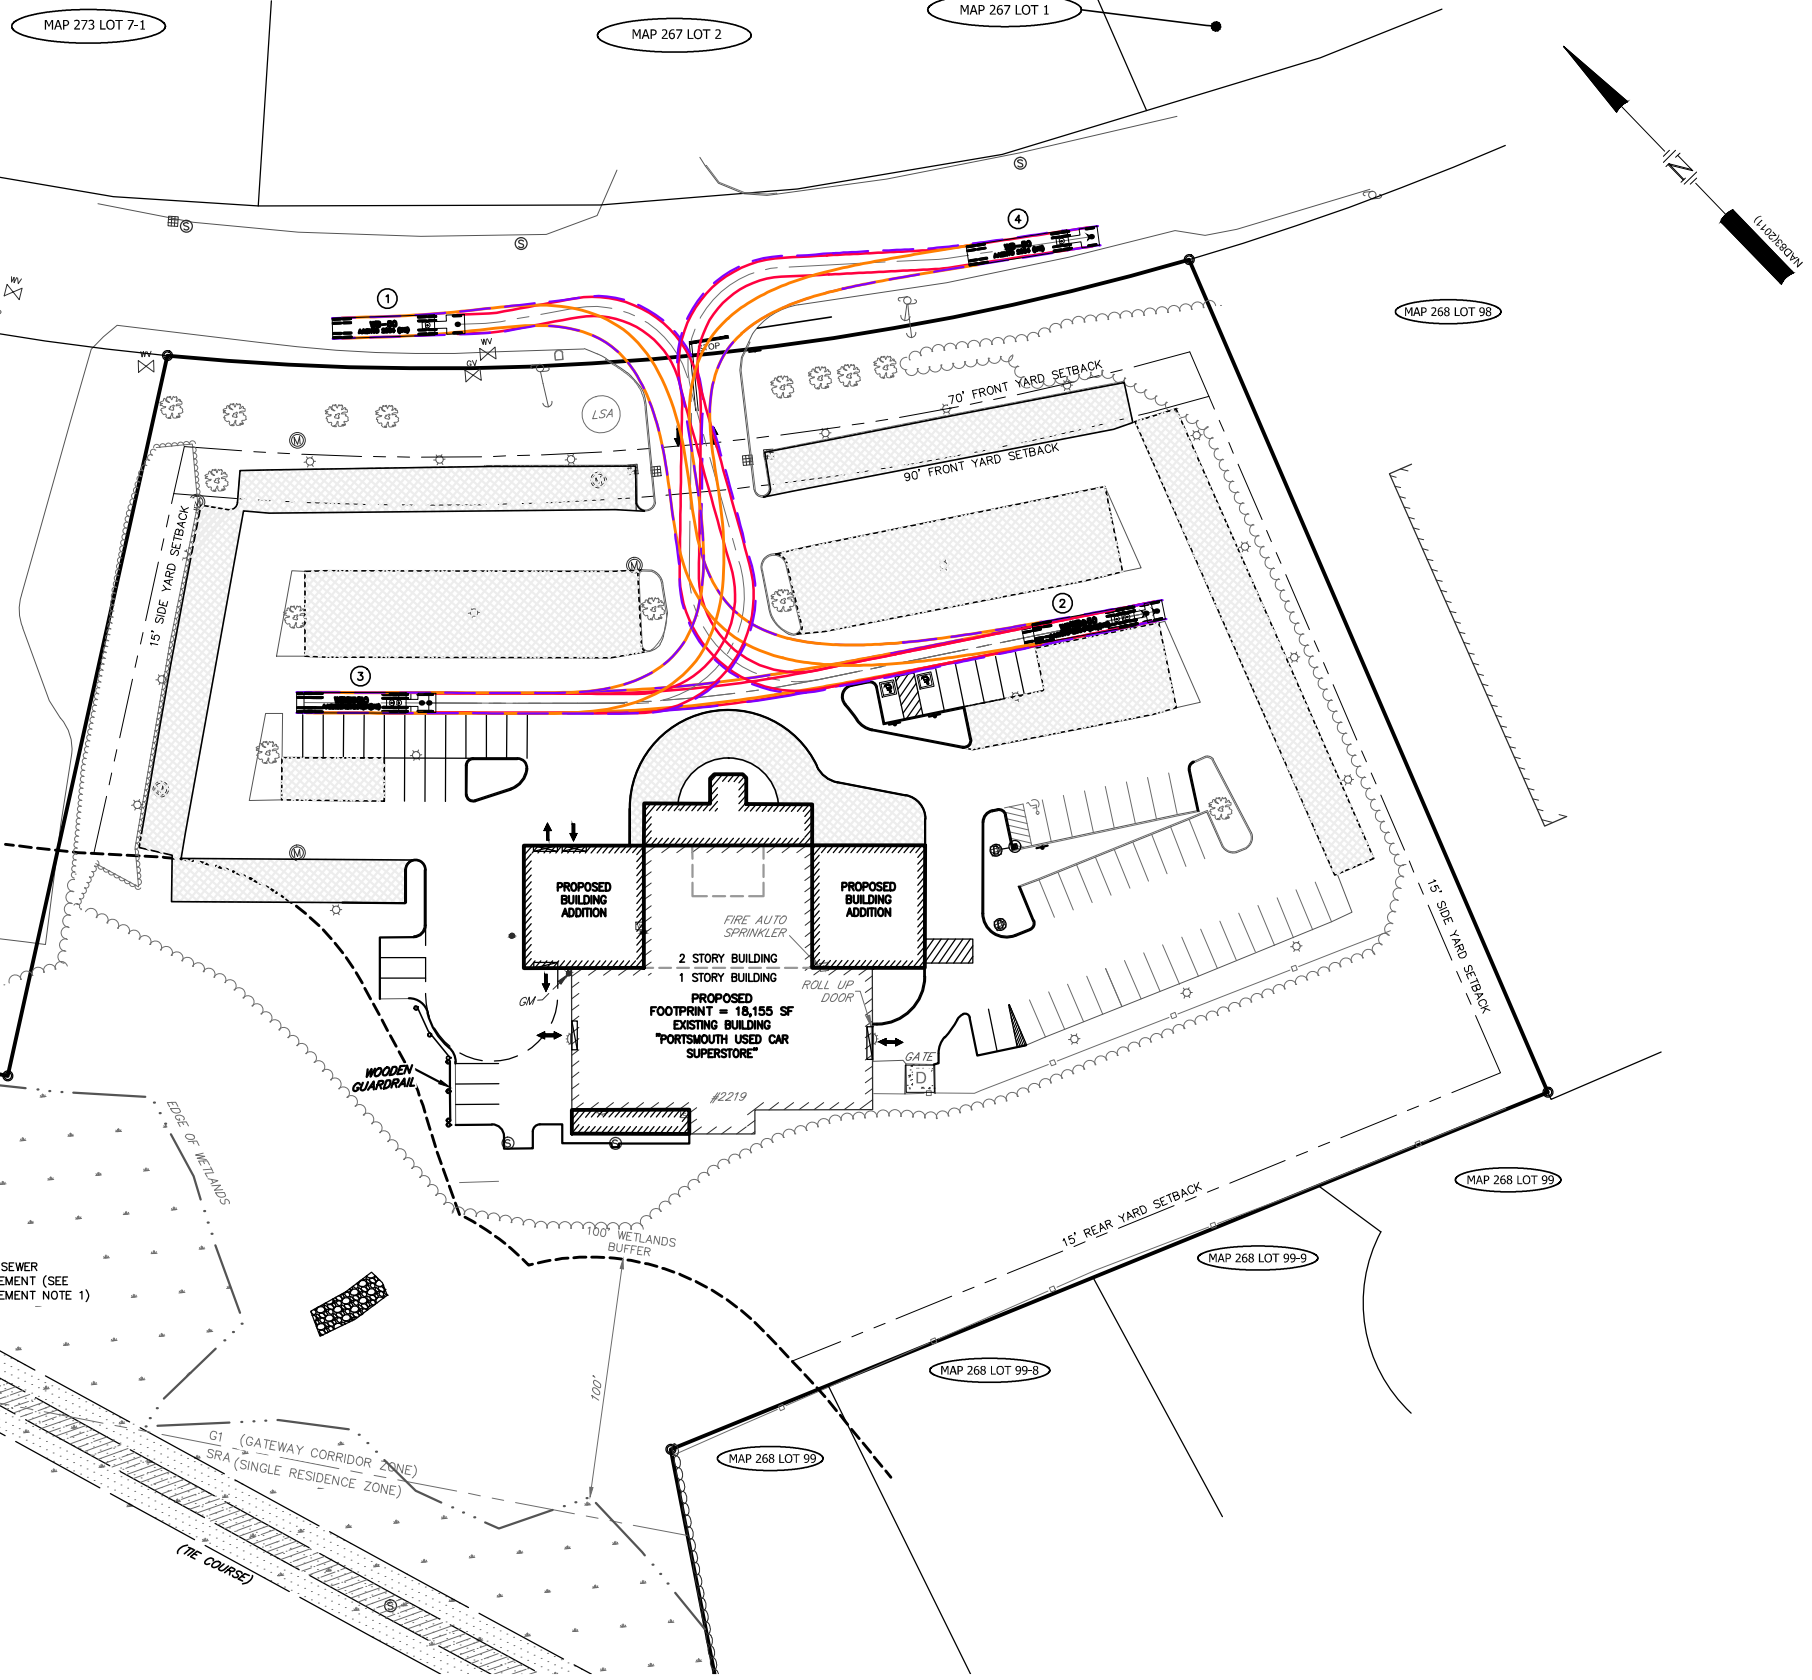 MAP 273 LOT 7-1
MAP 267 LOT 2
MAP 267 LOT 1
N
NAD83(2011)
S
S
S
4
WV
1
MAP 268 LOT 98
WV
WV
GV
STOP
70' FRONT YARD SETBACK
LSA
M
90' FRONT YARD SETBACK
15' SIDE YARD SETBACK
M
2
3
M
PROPOSED
BUILDING
ADDITION
PROPOSED
BUILDING
ADDITION
FIRE AUTO
SPRINKLER
15' SIDE YARD SETBACK
2 STORY BUILDING
1 STORY BUILDING
GM
ROLL UP
DOOR
PROPOSED
FOOTPRINT = 18,155 SF
EXISTING BUILDING
"PORTSMOUTH USED CAR
SUPERSTORE"
GATE
D
WOODEN
GUARDRAIL
#2219
EDGE OF WETLANDS
S
MAP 268 LOT 99
15' REAR YARD SETBACK
100' WETLANDS
BUFFER
MAP 268 LOT 99-9
SEWER
EMENT (SEE
EMENT NOTE 1)
MAP 268 LOT 99-8
100'
G1 (GATEWAY CORRIDOR ZONE)
SRA (SINGLE RESIDENCE ZONE)
MAP 268 LOT 99
(TIE COURSE)
S